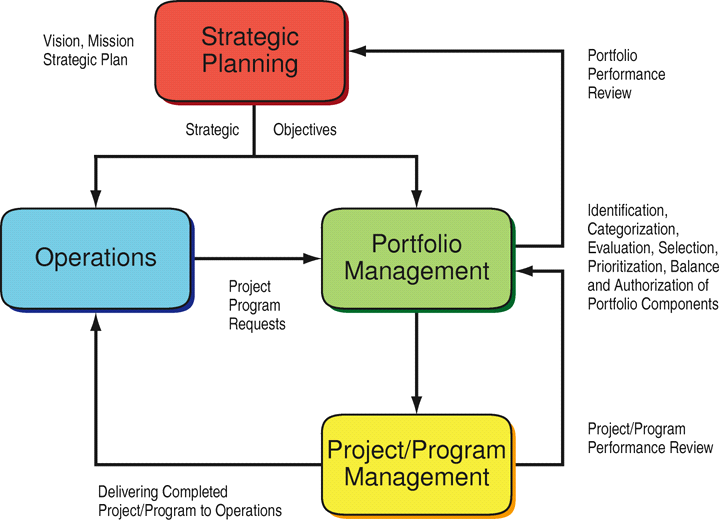 Vision, Mission
Strategic Plan
Strategic
Planning
Portfolio
Performance
Review
Strategic
Objectives
Operations
Project
Program
Requests
Portfolio
Management
Identification,
Categorization,
Evaluation, Selection,
Prioritization, Balance
and Authorization of
Portfolio Components
Project/Program
Management
Project/Program
Performance Review
Delivering Completed
Project/Program to Operations